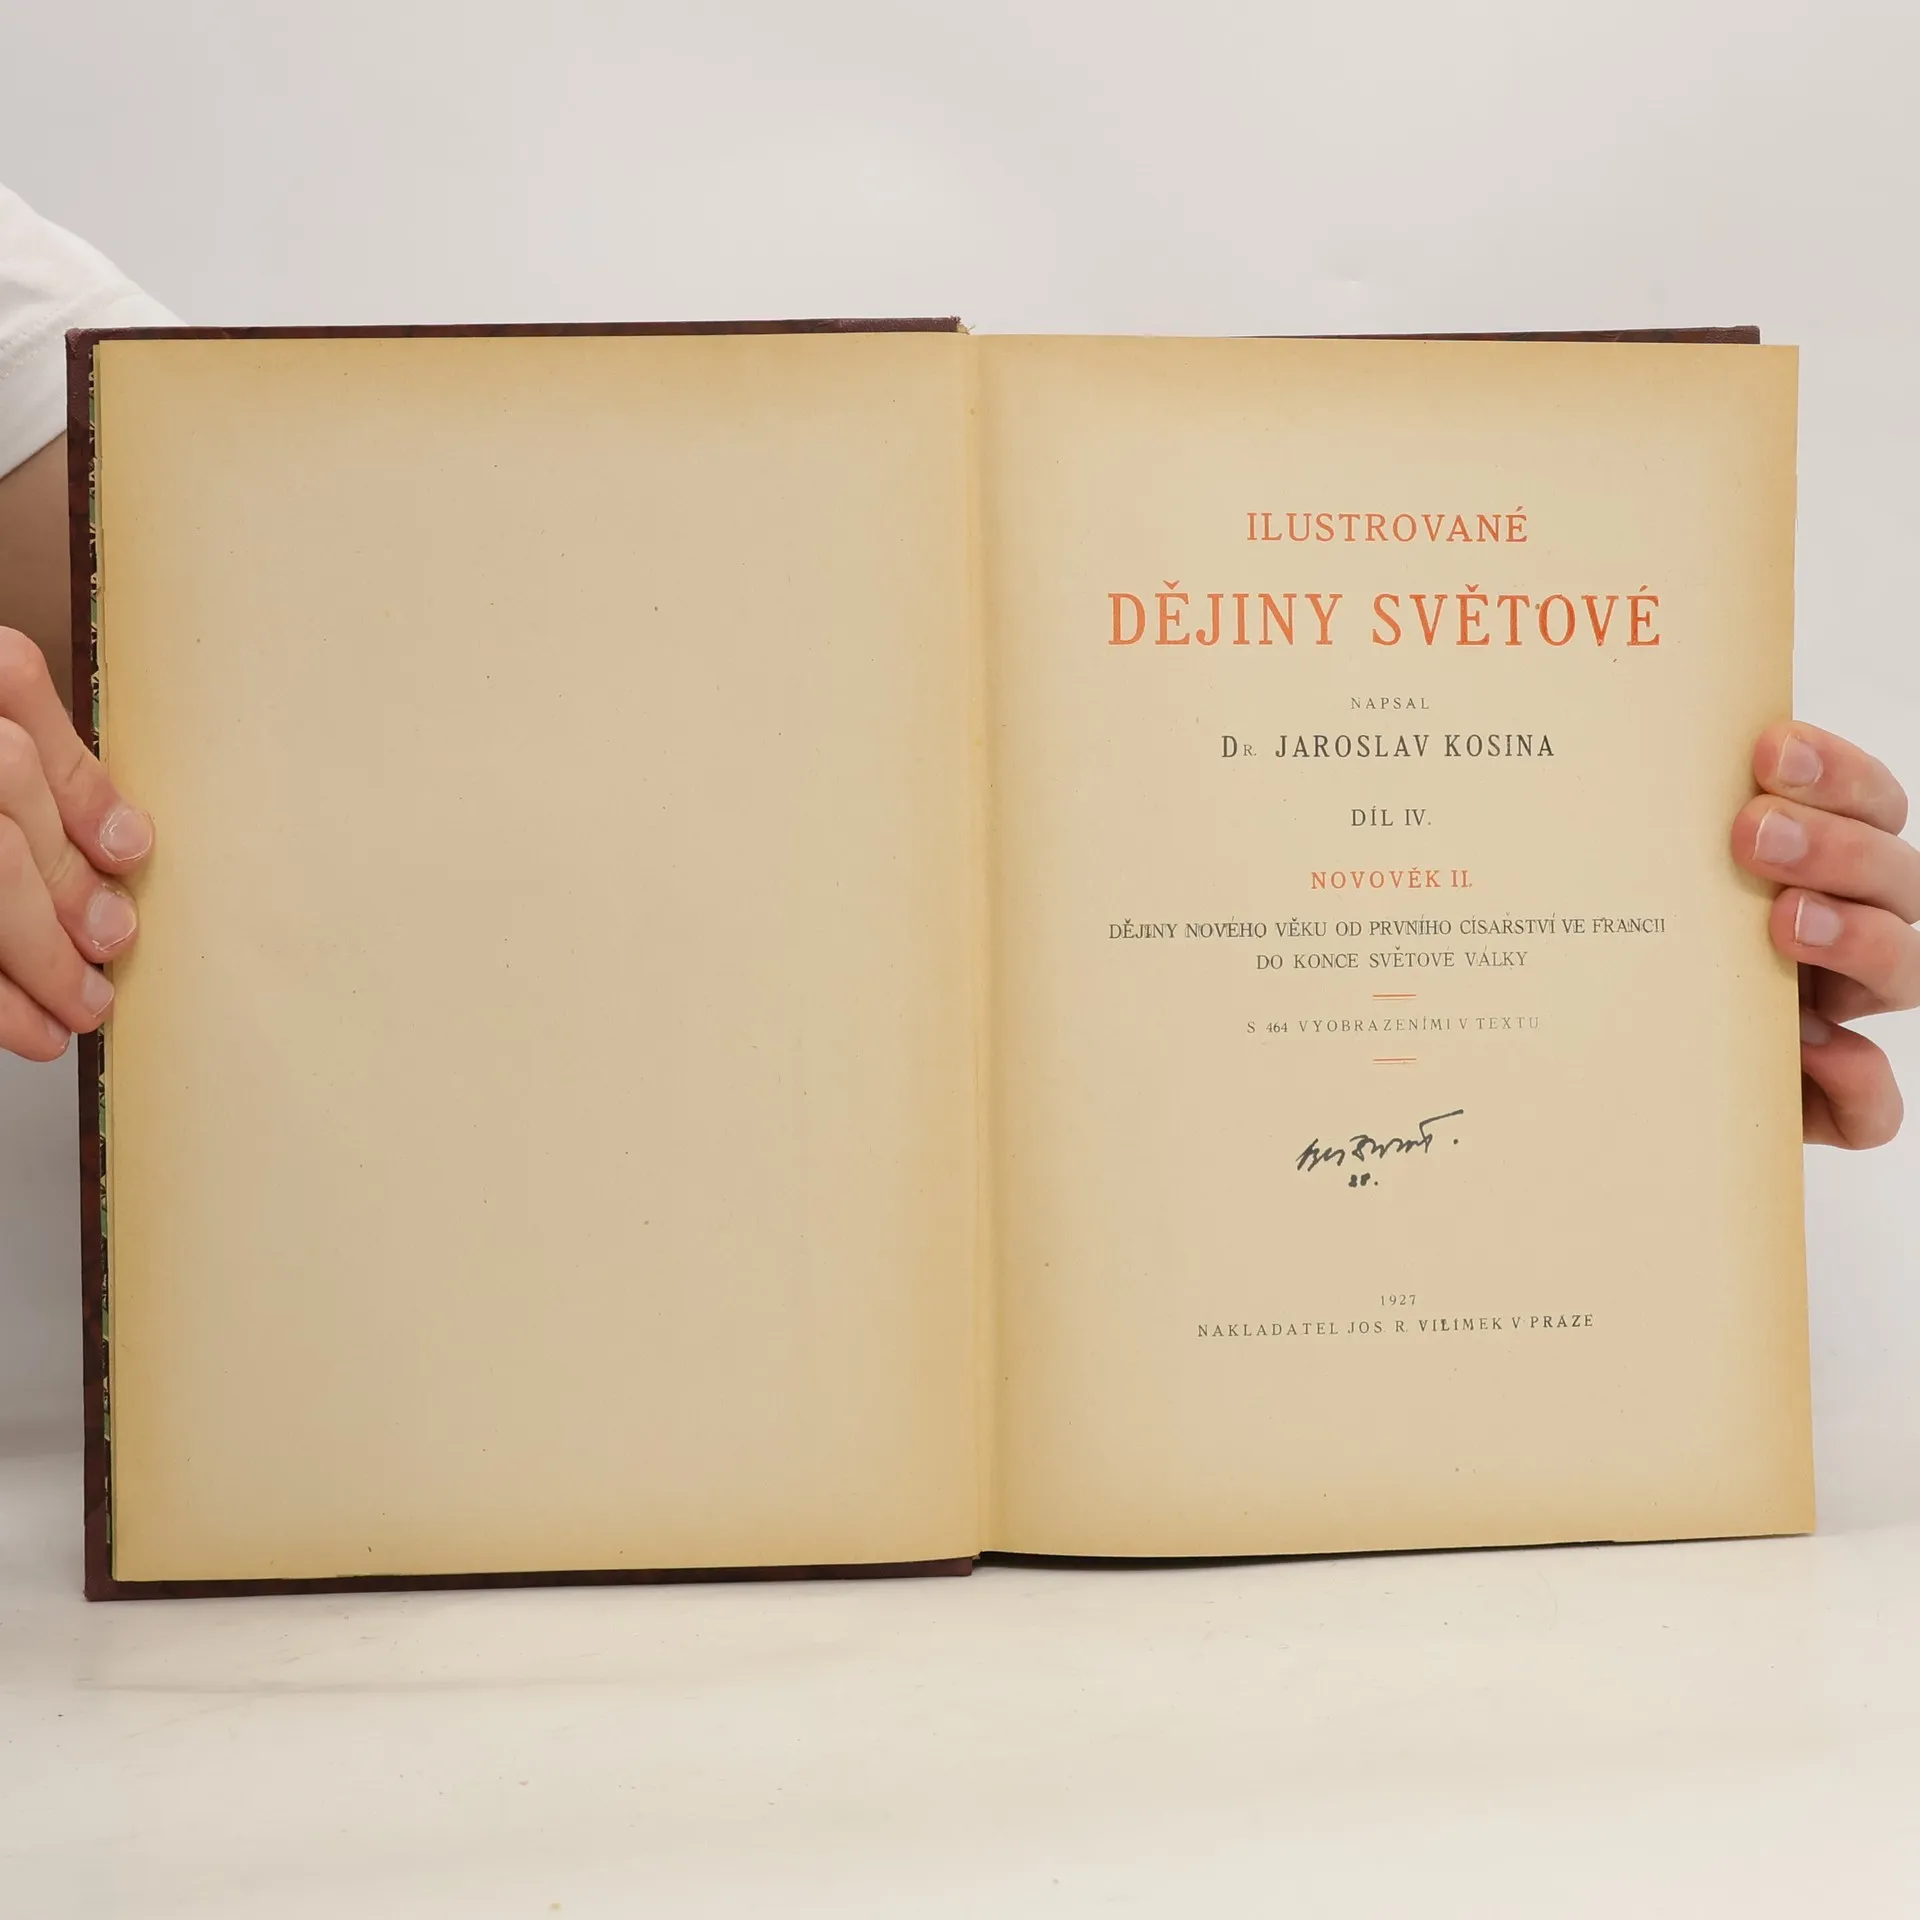 ILUSTROVANÉ
DĚJINY SVĚTOVÉ
NAPSAL
DR. JAROSLAV KOSINA
DÍL IV.
NOVOVĚK II.
DĚJINY NOVÉHO VĚKU OD PRVNÍHO CÍSAŘSTVÍ VE FRANCII
DO KONCE SVĚTOVÉ VÁLKY
S 464 VYOBRAZENÍMI V TEXTU
28.
1927
NAKLADATEL JOS. R. VILÍMEK V PRAZE